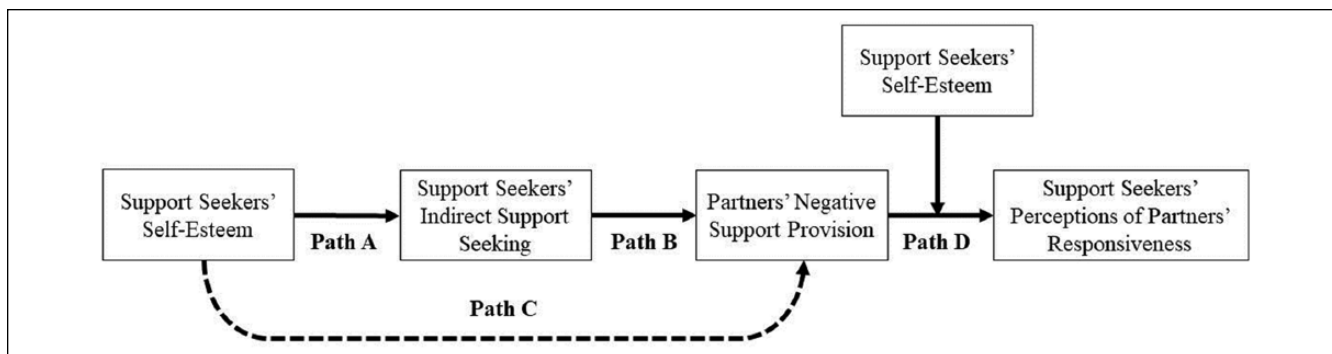 Support Seekers’
Self-Esteem
Support Seekers’
Self-Esteem
Path A
Support Seekers’
Indirect Support
Seeking
Path B
Partners’ Negative
Support Provision
Path D
Support Seekers’
Perceptions of Partners’
Responsiveness
Path C